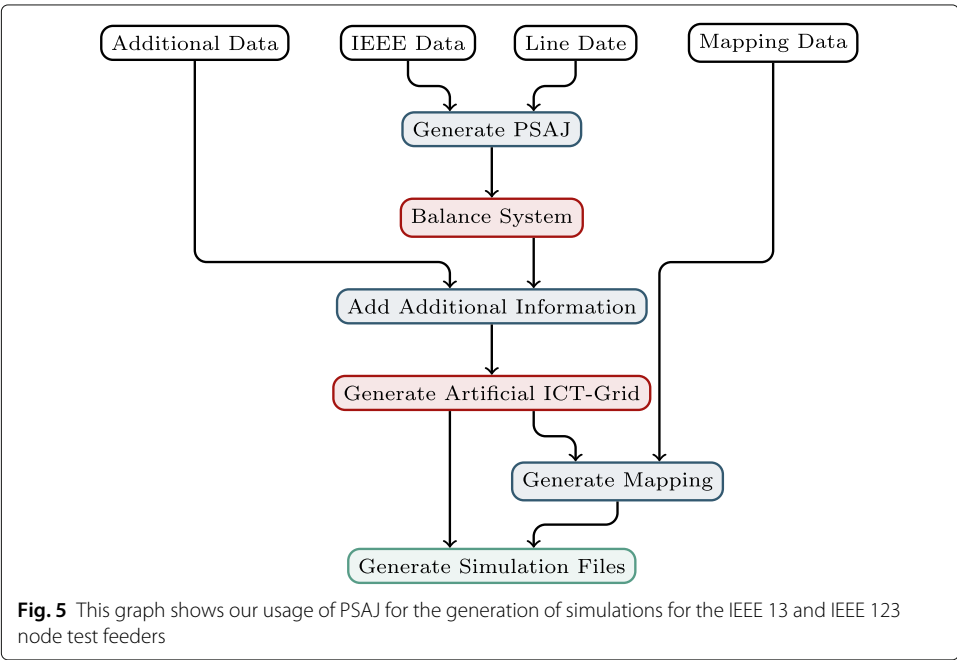 Additional Data
IEEE Data
Line Date
Mapping Data
Generate PSAJ
Balance System
Add Additional Information
Generate Artificial ICT-Grid
Generate Mapping
Generate Simulation Files
Fig. 5 This graph shows our usage of PSAJ for the generation of simulations for the IEEE 13 and IEEE 123
node test feeders